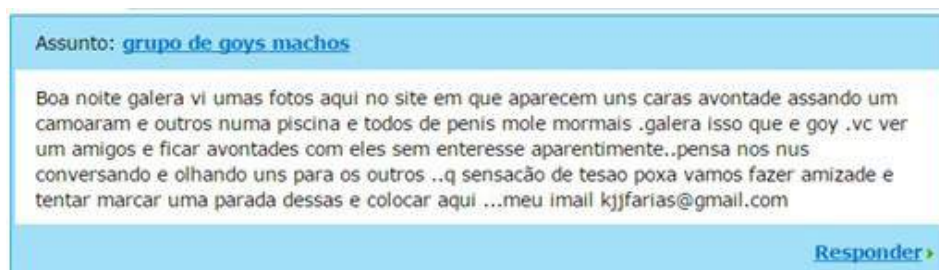 Assunto: grupo de goys machos
Boa noite galera vi umas fotos aqui no site em que aparecem uns caras avontade assando um
camoaram e outros numa piscina e todos de penis mole mormais .galera isso que e goy .vc ver
um amigos e ficar avontades com eles sem enteresse aparentimente..pensa nos nus
conversando e olhando uns para os outros ..q sensacão de tesao poxa vamos fazer amizade e
tentar marcar uma parada dessas e colocar aqui ...meu imail kjjfarias@gmail.com
Responder